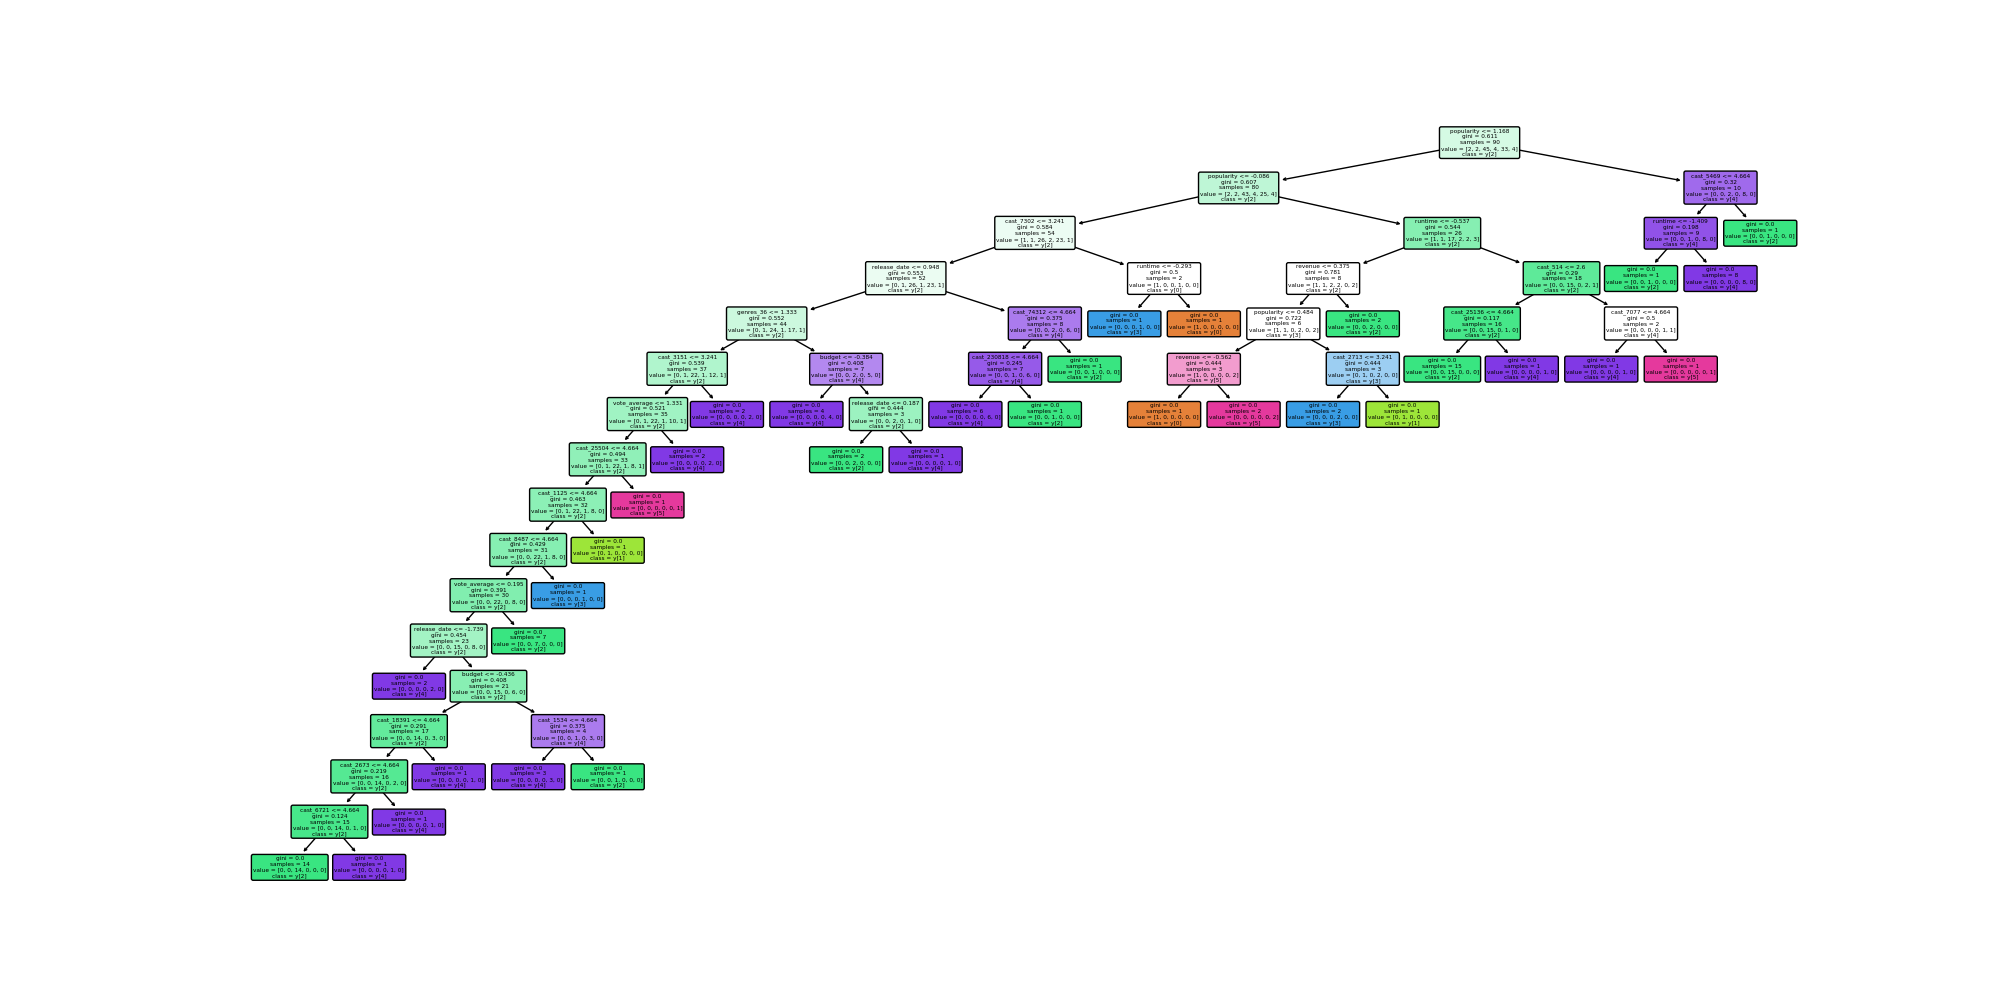 popularity <= 1.168
gini = 0.611
samples = 90
value = [2, 2, 45, 4, 33, 4]
class = y[2]
popularity <= -0.086
gini = 0.607
samples = 80
value = [2, 2, 43, 4, 25, 4]
class = y[2]
cast_5469 <= 4.664
gini = 0.32
samples = 10
value = [0, 0, 2, 0, 8, 0]
class = y[4]
cast_7302 <= 3.241
gini = 0.584
samples = 54
value = [1, 1, 26, 2, 23, 1]
class = y[2]
runtime <= -0.537
gini = 0.544
samples = 26
value = [1, 1, 17, 2, 2, 3]
class = y[2]
runtime <= -1.409
gini = 0.198
samples = 9
value = [0, 0, 1, 0, 8, 0]
class = y[4]
gini = 0.0
samples = 1
value = [0, 0, 1, 0, 0, 0]
class = y[2]
release_date <= 0.948
gini = 0.553
samples = 52
value = [0, 1, 26, 1, 23, 1]
class = y[2]
runtime <= -0.293
gini = 0.5
samples = 2
value = [1, 0, 0, 1, 0, 0]
class = y[0]
revenue <= 0.375
gini = 0.781
samples = 8
value = [1, 1, 2, 2, 0, 2]
class = y[2]
cast_514 <= 2.6
gini = 0.29
samples = 18
value = [0, 0, 15, 0, 2, 1]
class = y[2]
gini = 0.0
samples = 1
value = [0, 0, 1, 0, 0, 0]
class = y[2]
gini = 0.0
samples = 8
value = [0, 0, 0, 0, 8, 0]
class = y[4]
genres_36 <= 1.333
gini = 0.552
samples = 44
value = [0, 1, 24, 1, 17, 1]
class = y[2]
cast_74312 <= 4.664
gini = 0.375
samples = 8
value = [0, 0, 2, 0, 6, 0]
class = y[4]
gini = 0.0
samples = 1
value = [0, 0, 0, 1, 0, 0]
class = y[3]
gini = 0.0
samples = 1
value = [1, 0, 0, 0, 0, 0]
class = y[0]
popularity <= 0.484
gini = 0.722
samples = 6
value = [1, 1, 0, 2, 0, 2]
class = y[3]
gini = 0.0
samples = 2
value = [0, 0, 2, 0, 0, 0]
class = y[2]
cast_25136 <= 4.664
gini = 0.117
samples = 16
value = [0, 0, 15, 0, 1, 0]
class = y[2]
cast_7077 <= 4.664
gini = 0.5
samples = 2
value = [0, 0, 0, 0, 1, 1]
class = y[4]
cast_3151 <= 3.241
gini = 0.539
samples = 37
value = [0, 1, 22, 1, 12, 1]
class = y[2]
budget <= -0.384
gini = 0.408
samples = 7
value = [0, 0, 2, 0, 5, 0]
class = y[4]
cast_230818 <= 4.664
gini = 0.245
samples = 7
value = [0, 0, 1, 0, 6, 0]
class = y[4]
gini = 0.0
samples = 1
value = [0, 0, 1, 0, 0, 0]
class = y[2]
revenue <= -0.562
gini = 0.444
samples = 3
value = [1, 0, 0, 0, 0, 2]
class = y[5]
cast_2713 <= 3.241
gini = 0.444
samples = 3
value = [0, 1, 0, 2, 0, 0]
class = y[3]
gini = 0.0
samples = 15
value = [0, 0, 15, 0, 0, 0]
class = y[2]
gini = 0.0
samples = 1
value = [0, 0, 0, 0, 1, 0]
class = y[4]
gini = 0.0
samples = 1
value = [0, 0, 0, 0, 1, 0]
class = y[4]
gini = 0.0
samples = 1
value = [0, 0, 0, 0, 0, 1]
class = y[5]
vote_average <= 1.331
gini = 0.521
samples = 35
value = [0, 1, 22, 1, 10, 1]
class = y[2]
gini = 0.0
samples = 2
value = [0, 0, 0, 0, 2, 0]
class = y[4]
gini = 0.0
samples = 4
value = [0, 0, 0, 0, 4, 0]
class = y[4]
release_date <= 0.187
gini = 0.444
samples = 3
value = [0, 0, 2, 0, 1, 0]
class = y[2]
gini = 0.0
samples = 6
value = [0, 0, 0, 0, 6, 0]
class = y[4]
gini = 0.0
samples = 1
value = [0, 0, 1, 0, 0, 0]
class = y[2]
gini = 0.0
samples = 1
value = [1, 0, 0, 0, 0, 0]
class = y[0]
gini = 0.0
samples = 2
value = [0, 0, 0, 0, 0, 2]
class = y[5]
gini = 0.0
samples = 2
value = [0, 0, 0, 2, 0, 0]
class = y[3]
gini = 0.0
samples = 1
value = [0, 1, 0, 0, 0, 0]
class = y[1]
cast_25504 <= 4.664
gini = 0.494
samples = 33
value = [0, 1, 22, 1, 8, 1]
class = y[2]
gini = 0.0
samples = 2
value = [0, 0, 0, 0, 2, 0]
class = y[4]
gini = 0.0
samples = 2
value = [0, 0, 2, 0, 0, 0]
class = y[2]
gini = 0.0
samples = 1
value = [0, 0, 0, 0, 1, 0]
class = y[4]
cast_1125 <= 4.664
gini = 0.463
samples = 32
value = [0, 1, 22, 1, 8, 0]
class = y[2]
gini = 0.0
samples = 1
value = [0, 0, 0, 0, 0, 1]
class = y[5]
cast_8487 <= 4.664
gini = 0.429
samples = 31
value = [0, 0, 22, 1, 8, 0]
class = y[2]
gini = 0.0
samples = 1
value = [0, 1, 0, 0, 0, 0]
class = y[1]
vote_average <= 0.195
gini = 0.391
samples = 30
value = [0, 0, 22, 0, 8, 0]
class = y[2]
gini = 0.0
samples = 1
value = [0, 0, 0, 1, 0, 0]
class = y[3]
release_date <= -1.739
gini = 0.454
samples = 23
value = [0, 0, 15, 0, 8, 0]
class = y[2]
gini = 0.0
samples = 7
value = [0, 0, 7, 0, 0, 0]
class = y[2]
gini = 0.0
samples = 2
value = [0, 0, 0, 0, 2, 0]
class = y[4]
budget <= -0.436
gini = 0.408
samples = 21
value = [0, 0, 15, 0, 6, 0]
class = y[2]
cast_18391 <= 4.664
gini = 0.291
samples = 17
value = [0, 0, 14, 0, 3, 0]
class = y[2]
cast_1534 <= 4.664
gini = 0.375
samples = 4
value = [0, 0, 1, 0, 3, 0]
class = y[4]
cast_2673 <= 4.664
gini = 0.219
samples = 16
value = [0, 0, 14, 0, 2, 0]
class = y[2]
gini = 0.0
samples = 1
value = [0, 0, 0, 0, 1, 0]
class = y[4]
gini = 0.0
samples = 3
value = [0, 0, 0, 0, 3, 0]
class = y[4]
gini = 0.0
samples = 1
value = [0, 0, 1, 0, 0, 0]
class = y[2]
cast_6721 <= 4.664
gini = 0.124
samples = 15
value = [0, 0, 14, 0, 1, 0]
class = y[2]
gini = 0.0
samples = 1
value = [0, 0, 0, 0, 1, 0]
class = y[4]
gini = 0.0
samples = 14
value = [0, 0, 14, 0, 0, 0]
class = y[2]
gini = 0.0
samples = 1
value = [0, 0, 0, 0, 1, 0]
class = y[4]